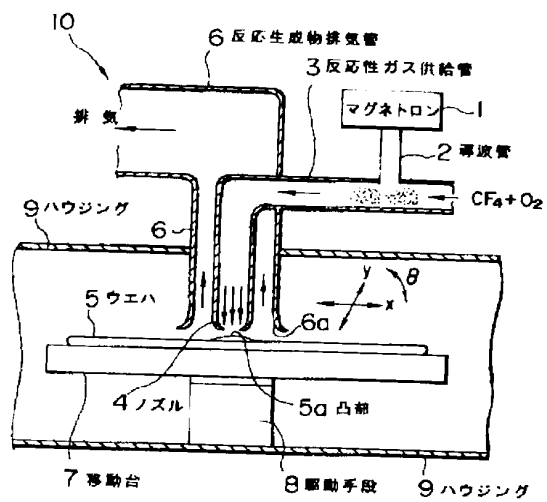 10
6 反応生成物排気管
3 反応性ガス供給管
マグネトロン
1
排気
2 導波管
CF4+O2
9 ハウジング
6
y
θ
x
5 ウエハ
6a
4 ノズル
5a 凸部
7 移動台
8 駆動手段
9 ハウジング